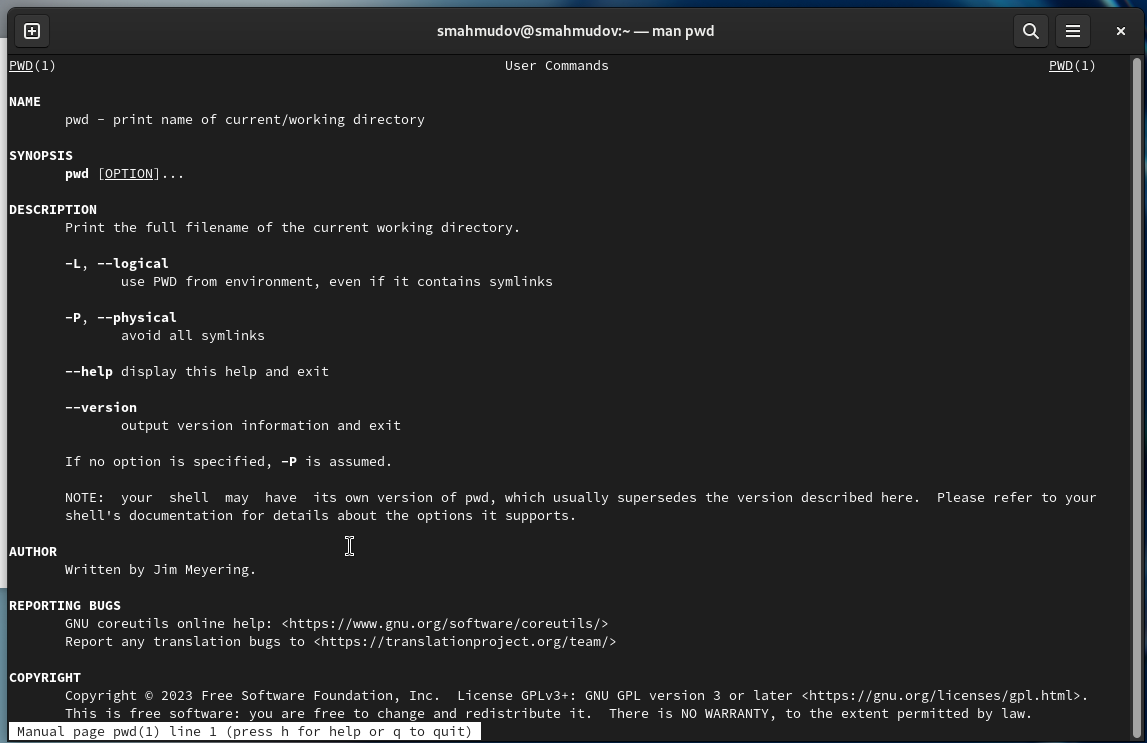 smahmudov@smahmudov:~ — man pwd
PWD(1) User Commands PWD(1)
NAME
pwd - print name of current/working directory
SYNOPSIS
pwd [OPTION]...
DESCRIPTION
Print the full filename of the current working directory.
-L, --logical
use PWD from environment, even if it contains symlinks
-P, --physical
avoid all symlinks
--help display this help and exit
--version
output version information and exit
If no option is specified, -P is assumed.
NOTE:  your  shell  may  have  its own version of pwd, which usually supersedes the version described here.  Please refer to your
shell's documentation for details about the options it supports.
AUTHOR
Written by Jim Meyering.
REPORTING BUGS
GNU coreutils online help: <https://www.gnu.org/software/coreutils/>
Report any translation bugs to <https://translationproject.org/team/>
COPYRIGHT
Copyright © 2023 Free Software Foundation, Inc.  License GPLv3+: GNU GPL version 3 or later <https://gnu.org/licenses/gpl.html>.
This is free software: you are free to change and redistribute it.  There is NO WARRANTY, to the extent permitted by law.
Manual page pwd(1) line 1 (press h for help or q to quit)